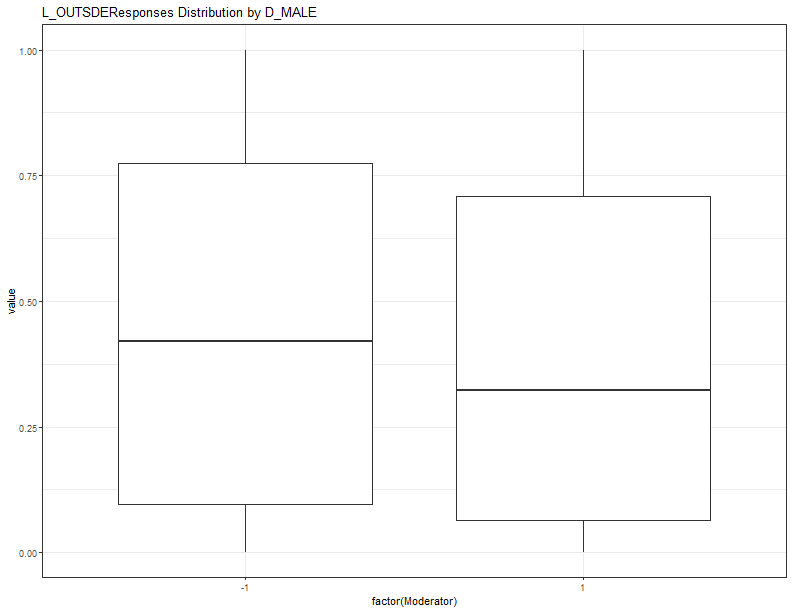 L_OUTSDEResponses Distribution by D_MALE
1.00
0.75
0.50
0.25
0.00
value
-1
1
factor(Moderator)